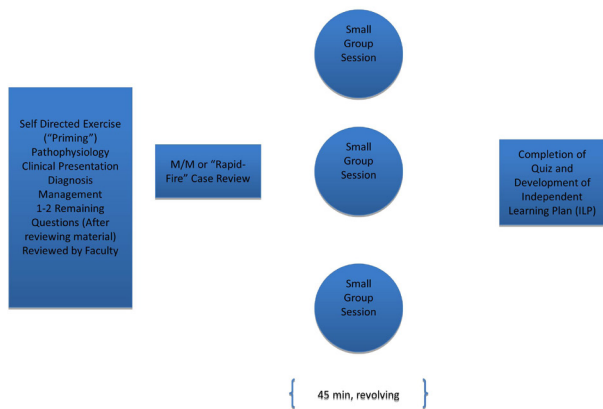 Self Directed Exercise
("Priming")
Pathophysiology
Clinical Presentation
Diagnosis
Management
1-2 Remaining
Questions (After
reviewing material)
Reviewed by Faculty
M/M or "Rapid-
Fire" Case Review
Small
Group
Session
Small
Group
Session
Small
Group
Session
45 min, revolving
Completion of
Quiz and
Development of
Independent
Learning Plan (ILP)